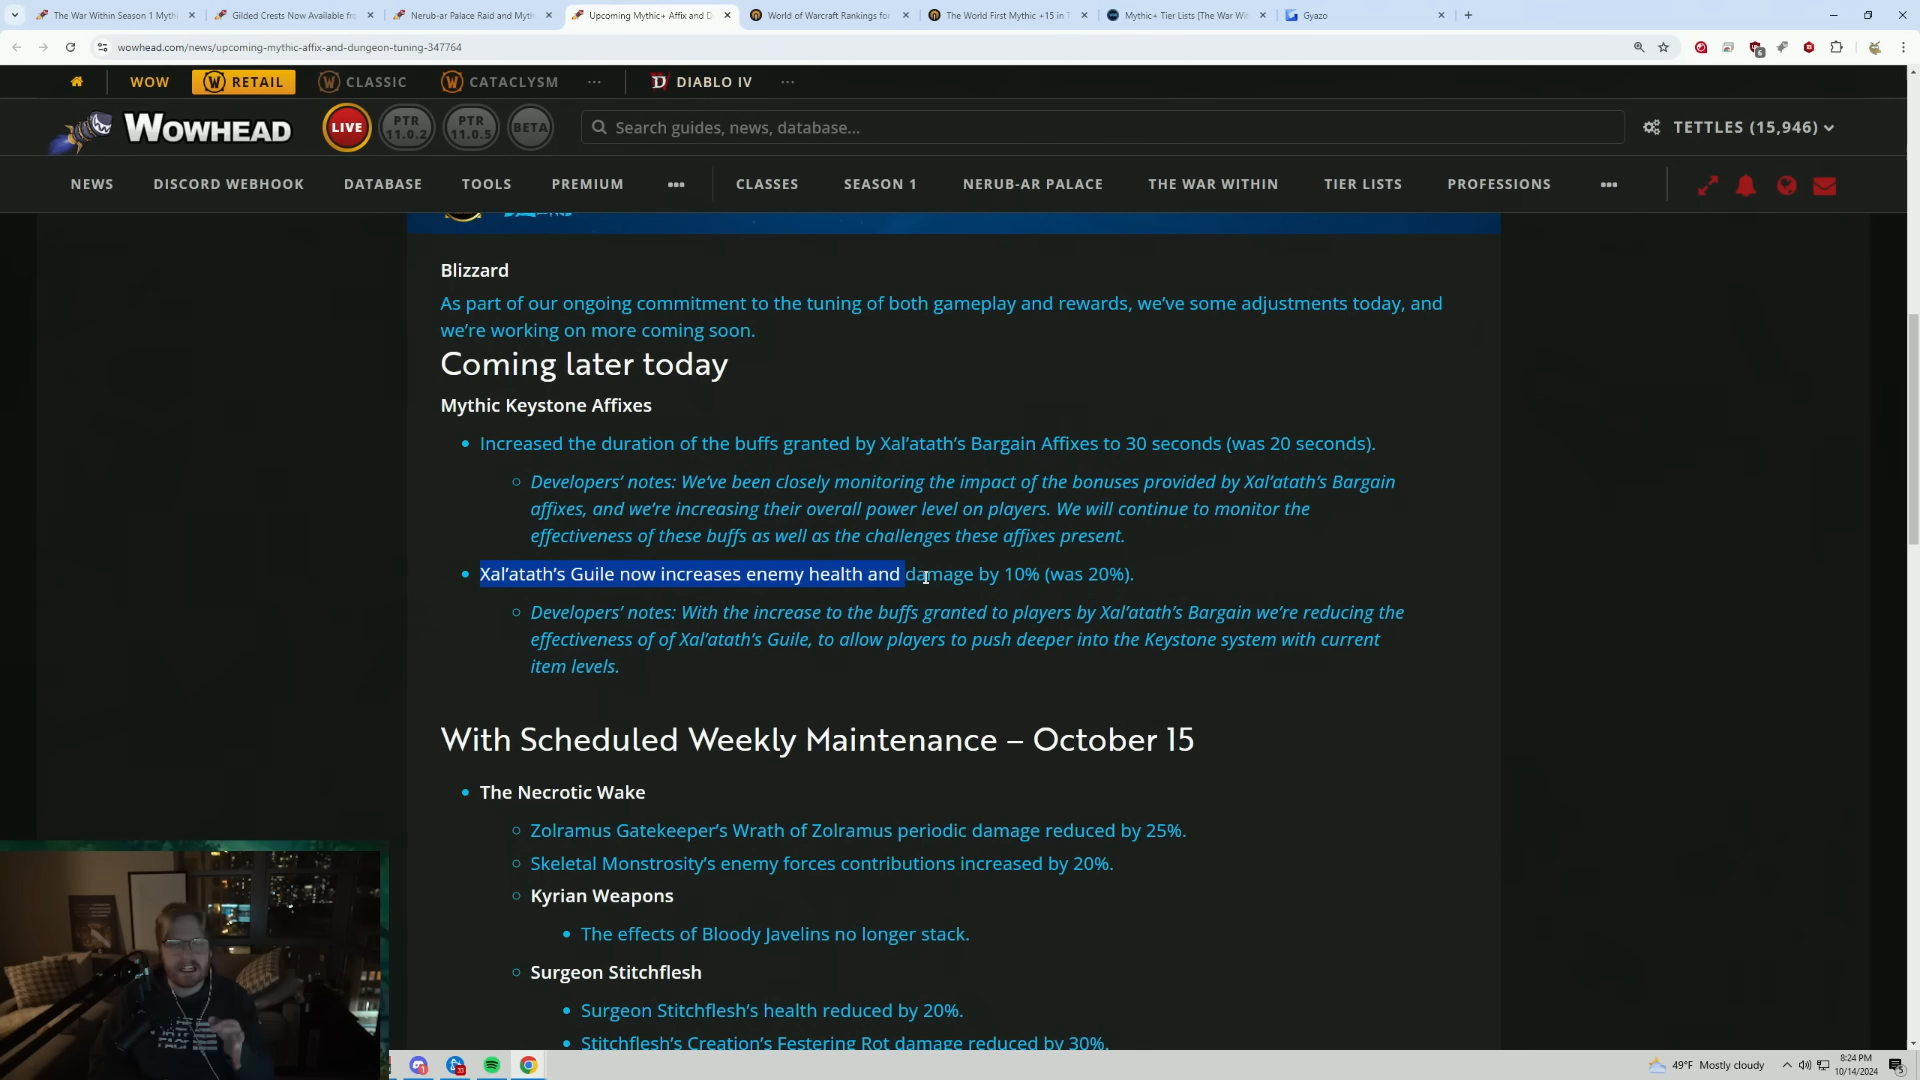 The War Within Season 1 Mythi
Gilded Crests Now Available fro
Nerub-ar Palace Raid and Myth
Upcoming Mythic+ Affix and D
World of Warcraft Rankings for
The World First Mythic +15 in T
Mythic+ Tier Lists [The War Wit
Gyazo
wowhead.com/news/upcoming-mythic-affix-and-dungeon-tuning-347764
WOW RETAIL CLASSIC CATACLYSM ... DIABLO IV ...
WOWHEAD
LIVE
PTR
11.0.2
PTR
11.0.5
BETA
Search guides, news, database...
TETTLES (15,946)
NEWS DISCORD WEBHOOK DATABASE TOOLS PREMIUM CLASSES SEASON 1 NERUB-AR PALACE THE WAR WITHIN TIER LISTS PROFESSIONS
Blizzard
As part of our ongoing commitment to the tuning of both gameplay and rewards, we’ve some adjustments today, and
we’re working on more coming soon.
Coming later today
Mythic Keystone Affixes
Increased the duration of the buffs granted by Xal’atath’s Bargain Affixes to 30 seconds (was 20 seconds).
Developers’ notes: We’ve been closely monitoring the impact of the bonuses provided by Xal’atath’s Bargain
affixes, and we’re increasing their overall power level on players. We will continue to monitor the
effectiveness of these buffs as well as the challenges these affixes present.
Xal’atath’s Guile now increases enemy health and damage by 10% (was 20%).
Developers’ notes: With the increase to the buffs granted to players by Xal’atath’s Bargain we’re reducing the
effectiveness of of Xal’atath’s Guile, to allow players to push deeper into the Keystone system with current
item levels.
With Scheduled Weekly Maintenance – October 15
The Necrotic Wake
Zolramus Gatekeeper’s Wrath of Zolramus periodic damage reduced by 25%.
Skeletal Monstrosity’s enemy forces contributions increased by 20%.
Kyrian Weapons
The effects of Bloody Javelins no longer stack.
Surgeon Stitchflesh
Surgeon Stitchflesh’s health reduced by 20%.
Stitchflesh’s Creation’s Festering Rot damage reduced by 30%.
49°F Mostly cloudy
8:24 PM
10/14/2024